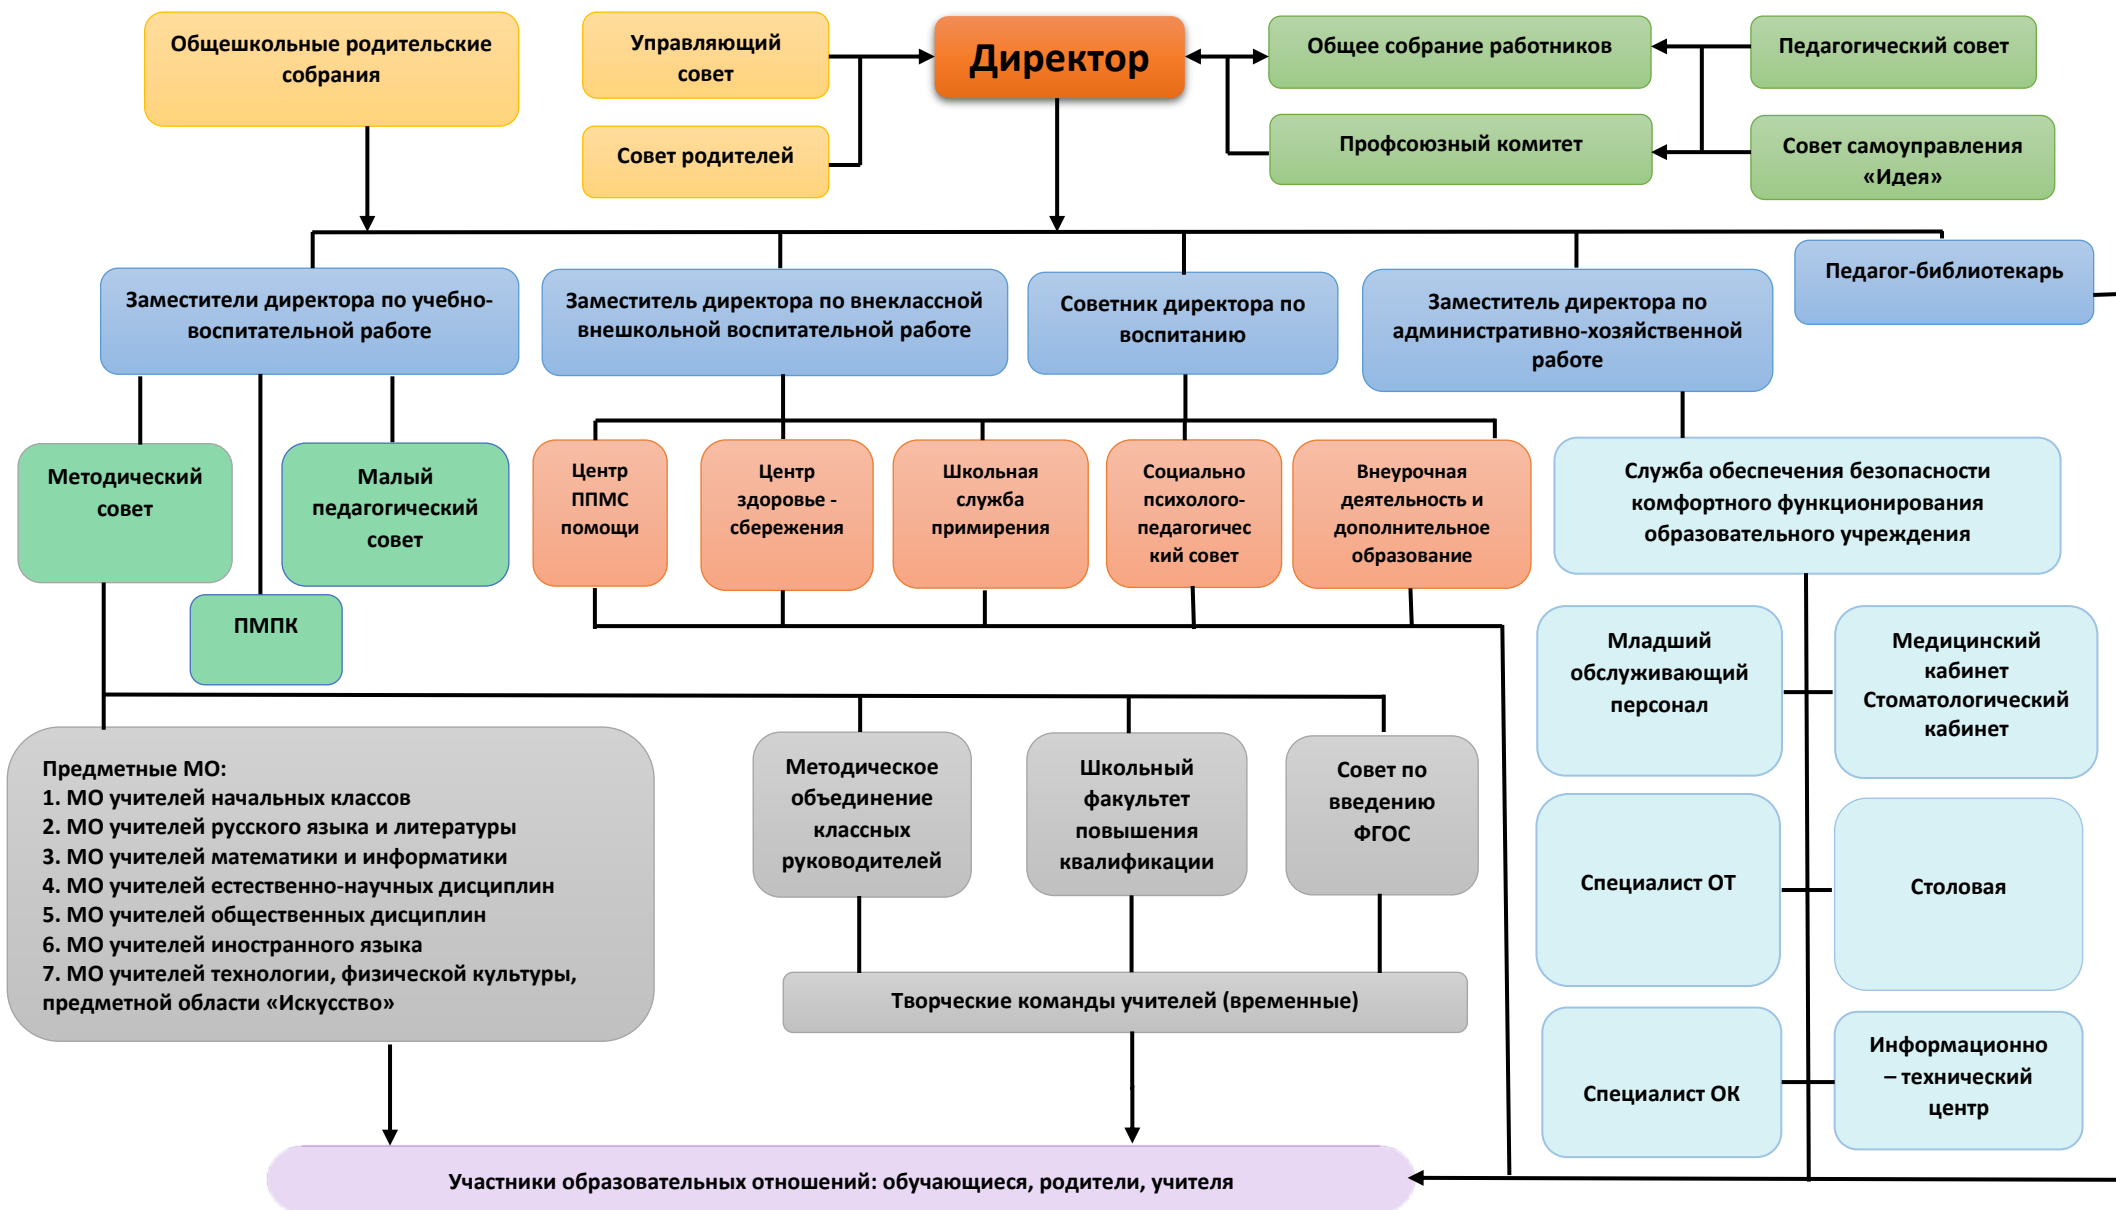 Общешкольные родительские
собрания
Управляющий
совет
Совет родителей
Директор
Общее собрание работников
Профсоюзный комитет
Педагогический совет
Совет самоуправления
«Идея»
Заместители директора по учебно-
воспитательной работе
Заместитель директора по внеклассной
внешкольной воспитательной работе
Советник директора по
воспитанию
Заместитель директора по
административно-хозяйственной
работе
Педагог-библиотекарь
Методический
совет
ПМПК
Малый
педагогический
совет
Центр
ППМС
помощи
Центр
здоровье -
сбережения
Школьная
служба
примирения
Социально
психолого-
педагогичес
кий совет
Внеурочная
деятельность и
дополнительное
образование
Служба обеспечения безопасности
комфортного функционирования
образовательного учреждения
Младший
обслуживающий
персонал
Медицинский
кабинет
Стоматологический
кабинет
Специалист ОТ
Столовая
Специалист ОК
Информационно
– технический
центр
Предметные МО:
1. МО учителей начальных классов
2. МО учителей русского языка и литературы
3. МО учителей математики и информатики
4. МО учителей естественно-научных дисциплин
5. МО учителей общественных дисциплин
6. МО учителей иностранного языка
7. МО учителей технологии, физической культуры,
предметной области «Искусство»
Методическое
объединение
классных
руководителей
Школьный
факультет
повышения
квалификации
Совет по
введению
ФГОС
Творческие команды учителей (временные)
Участники образовательных отношений: обучающиеся, родители, учителя